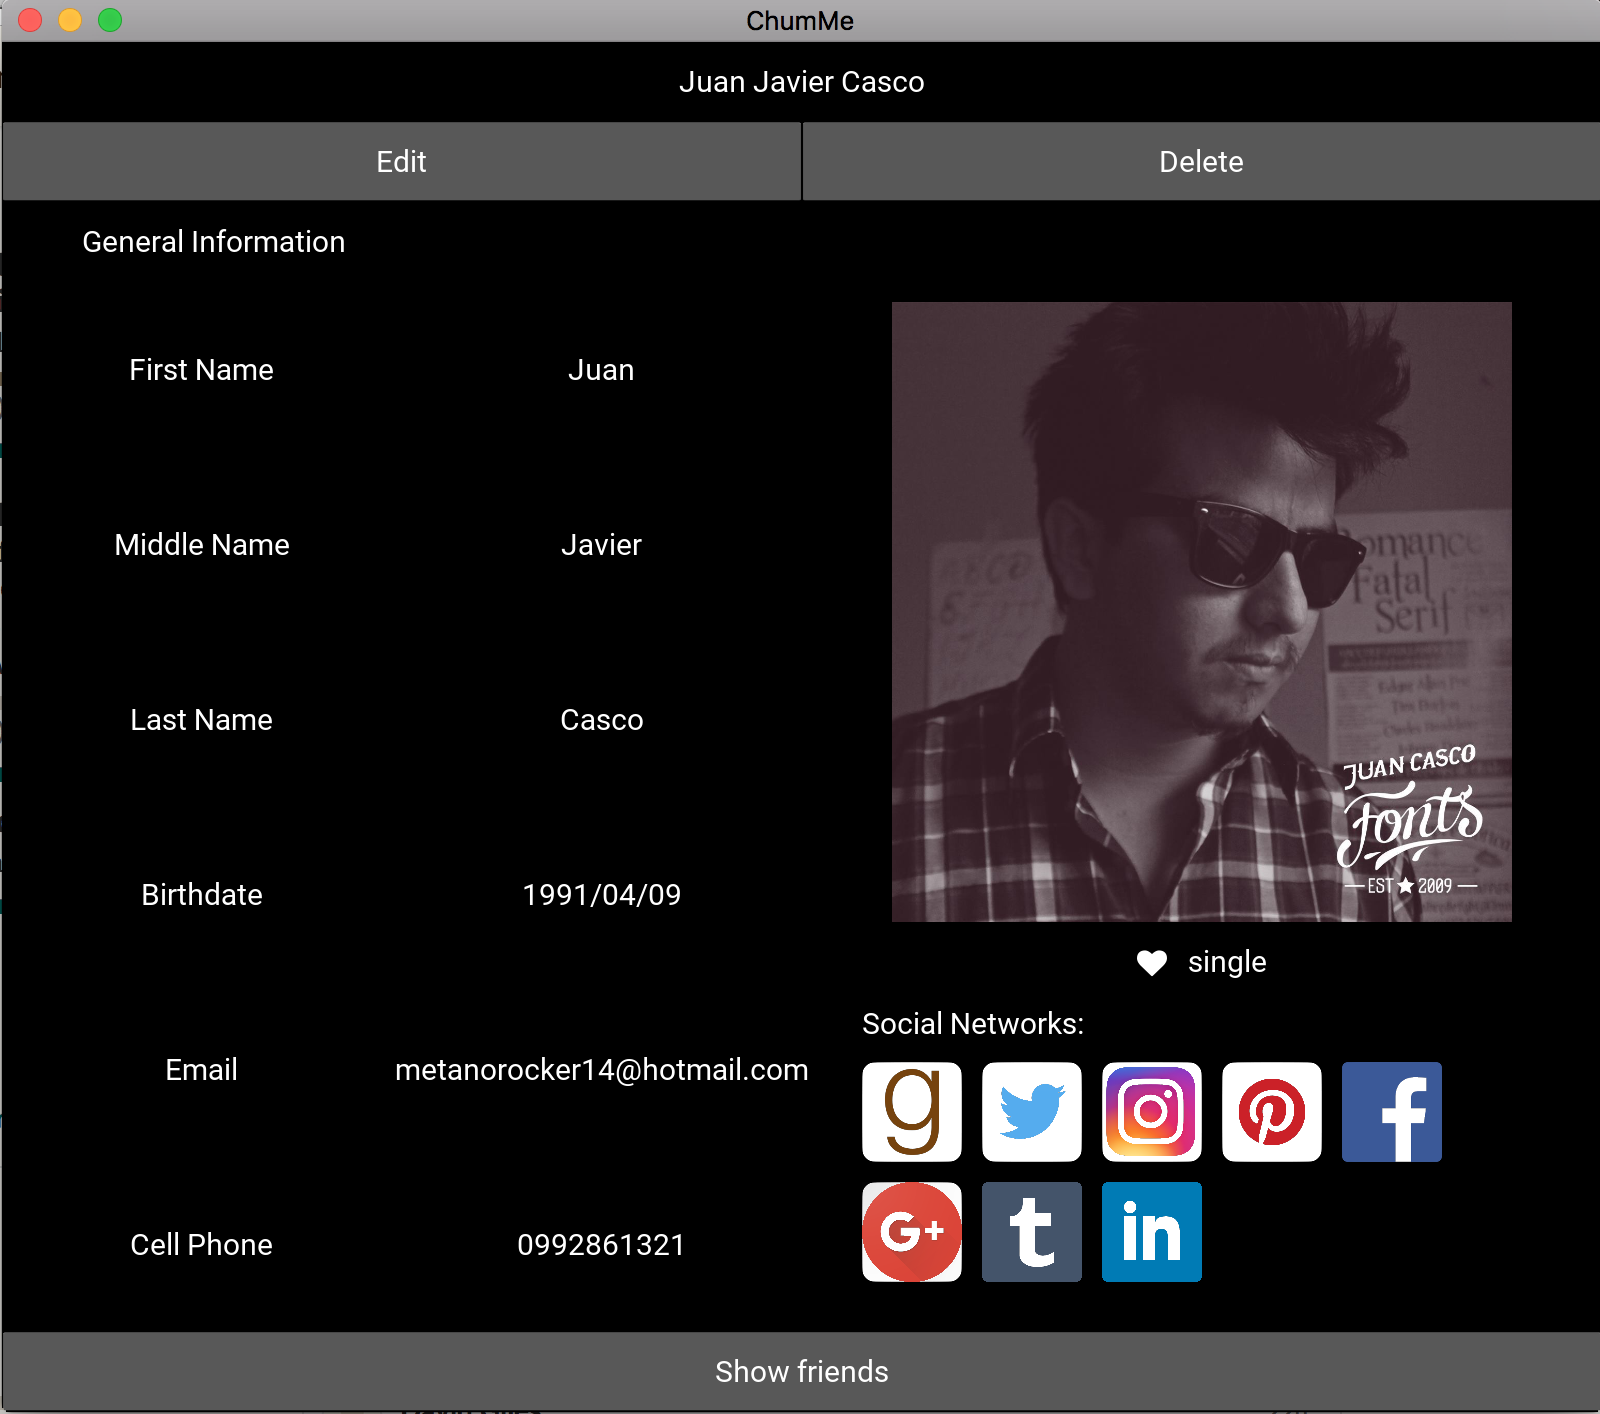 ChumMe
Juan Javier Casco
Edit
Delete
General Information
First Name
Juan
Middle Name
Javier
Last Name
Casco
Birthdate
1991/04/09
Email
metanorocker14@hotmail.com
Cell Phone
0992861321
omance
Fatal
Serif
JUAN CASCO
Fonts
EST ★ 2009
single
Social Networks:
g
G+
t
in
Show friends